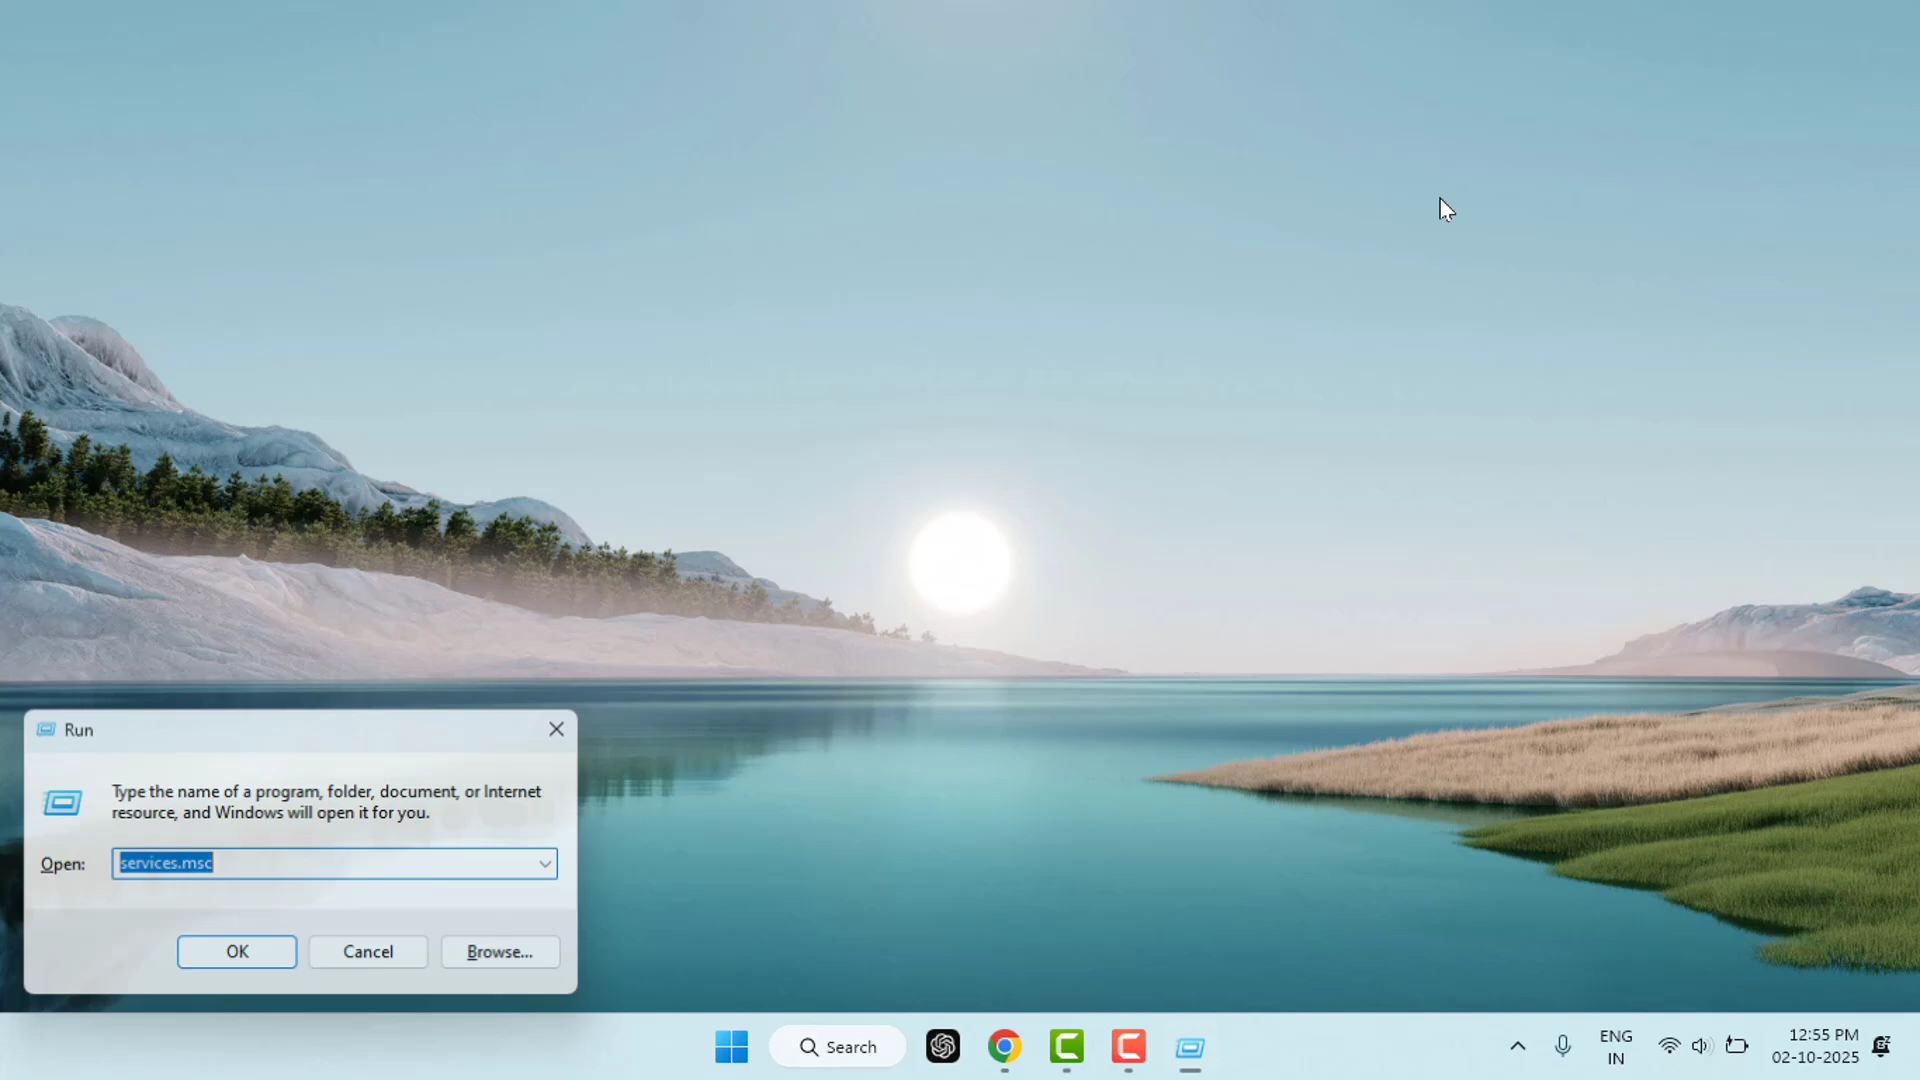 Run
Type the name of a program, folder, document, or Internet
resource, and Windows will open it for you.
Open:
services.msc
OK
Cancel
Browse...
Search
ENG
IN
12:55 PM
02-10-2025